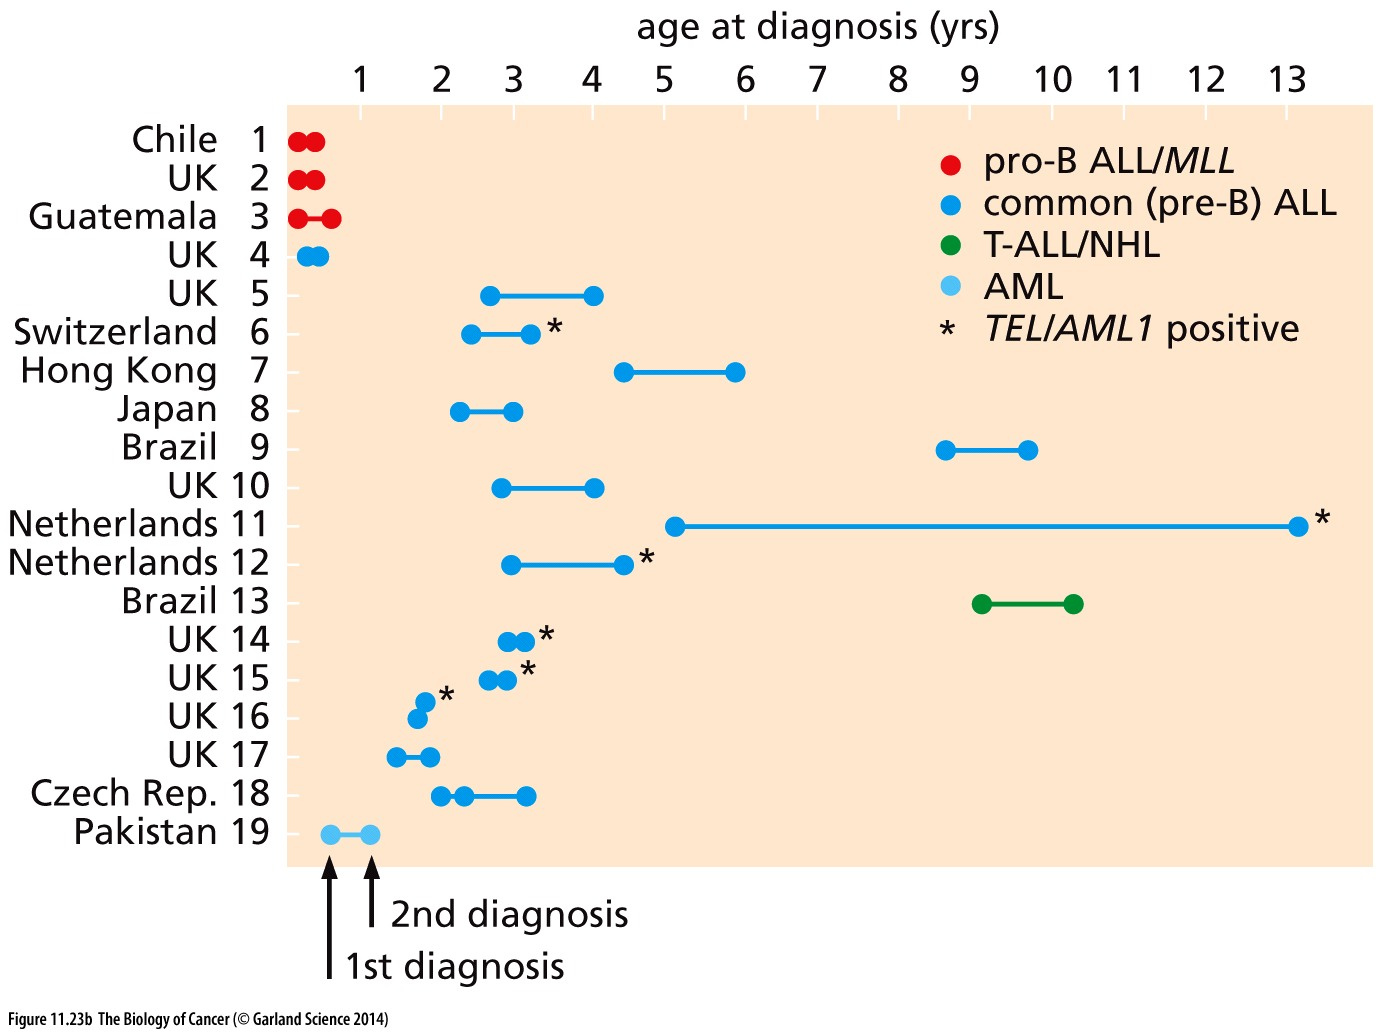 age at diagnosis (yrs)
1 2 3 4 5 6 7 8 9 10 11 12 13
Chile 1
UK 2
Guatemala 3
UK 4
UK 5
Switzerland 6 *
Hong Kong 7
Japan 8
Brazil 9
UK 10
Netherlands 11 *
Netherlands 12 *
Brazil 13
UK 14 *
UK 15 *
UK 16 *
UK 17
Czech Rep. 18
Pakistan 19
pro-B ALL/MLL
common (pre-B) ALL
T-ALL/NHL
AML
* TEL/AML1 positive
2nd diagnosis
1st diagnosis
Figure 11.23b The Biology of Cancer (© Garland Science 2014)